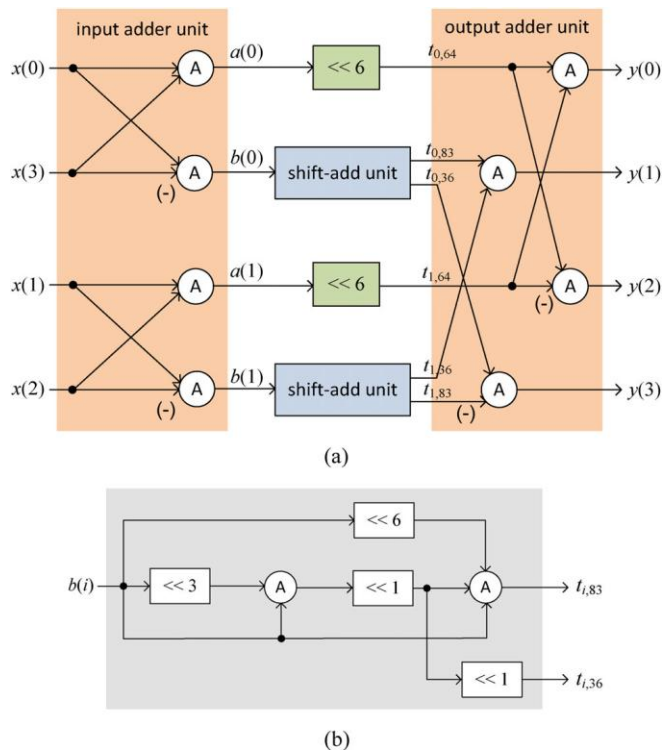 input adder unit
output adder unit
x(0)
A
a(0)
<< 6
t0,64
A
y(0)
x(3)
(-)
A
b(0)
shift-add unit
t0,83
t0,36
A
y(1)
x(1)
A
a(1)
<< 6
t1,64
(-)
A
y(2)
x(2)
(-)
A
b(1)
shift-add unit
t1,36
t1,83
(-)
A
y(3)
(a)
<< 6
b(i)
<< 3
A
<< 1
A
ti,83
<< 1
ti,36
(b)